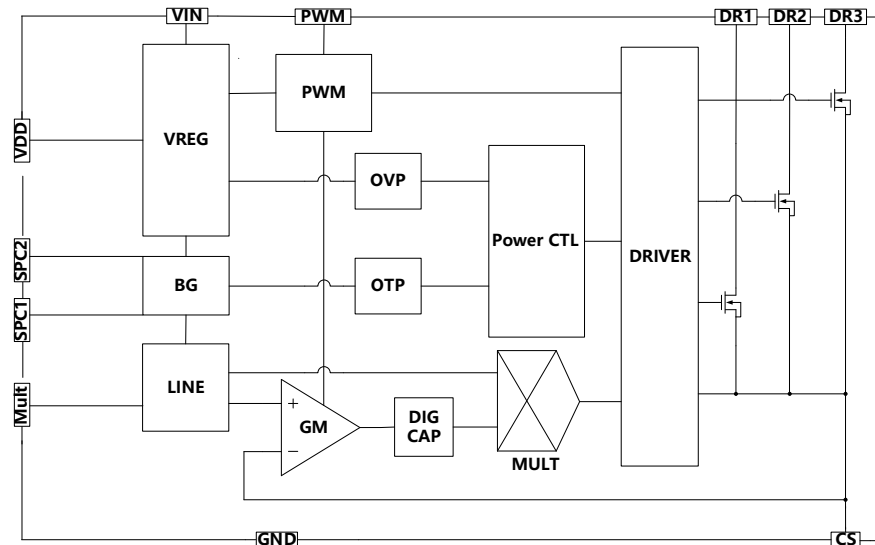 VIN
PWM
DR1
DR2
DR3
VDD
VREG
PWM
OVP
Power CTL
DRIVER
SPC2
BG
OTP
SPC1
Mult
LINE
+
GM
−
DIG
CAP
MULT
GND
CS